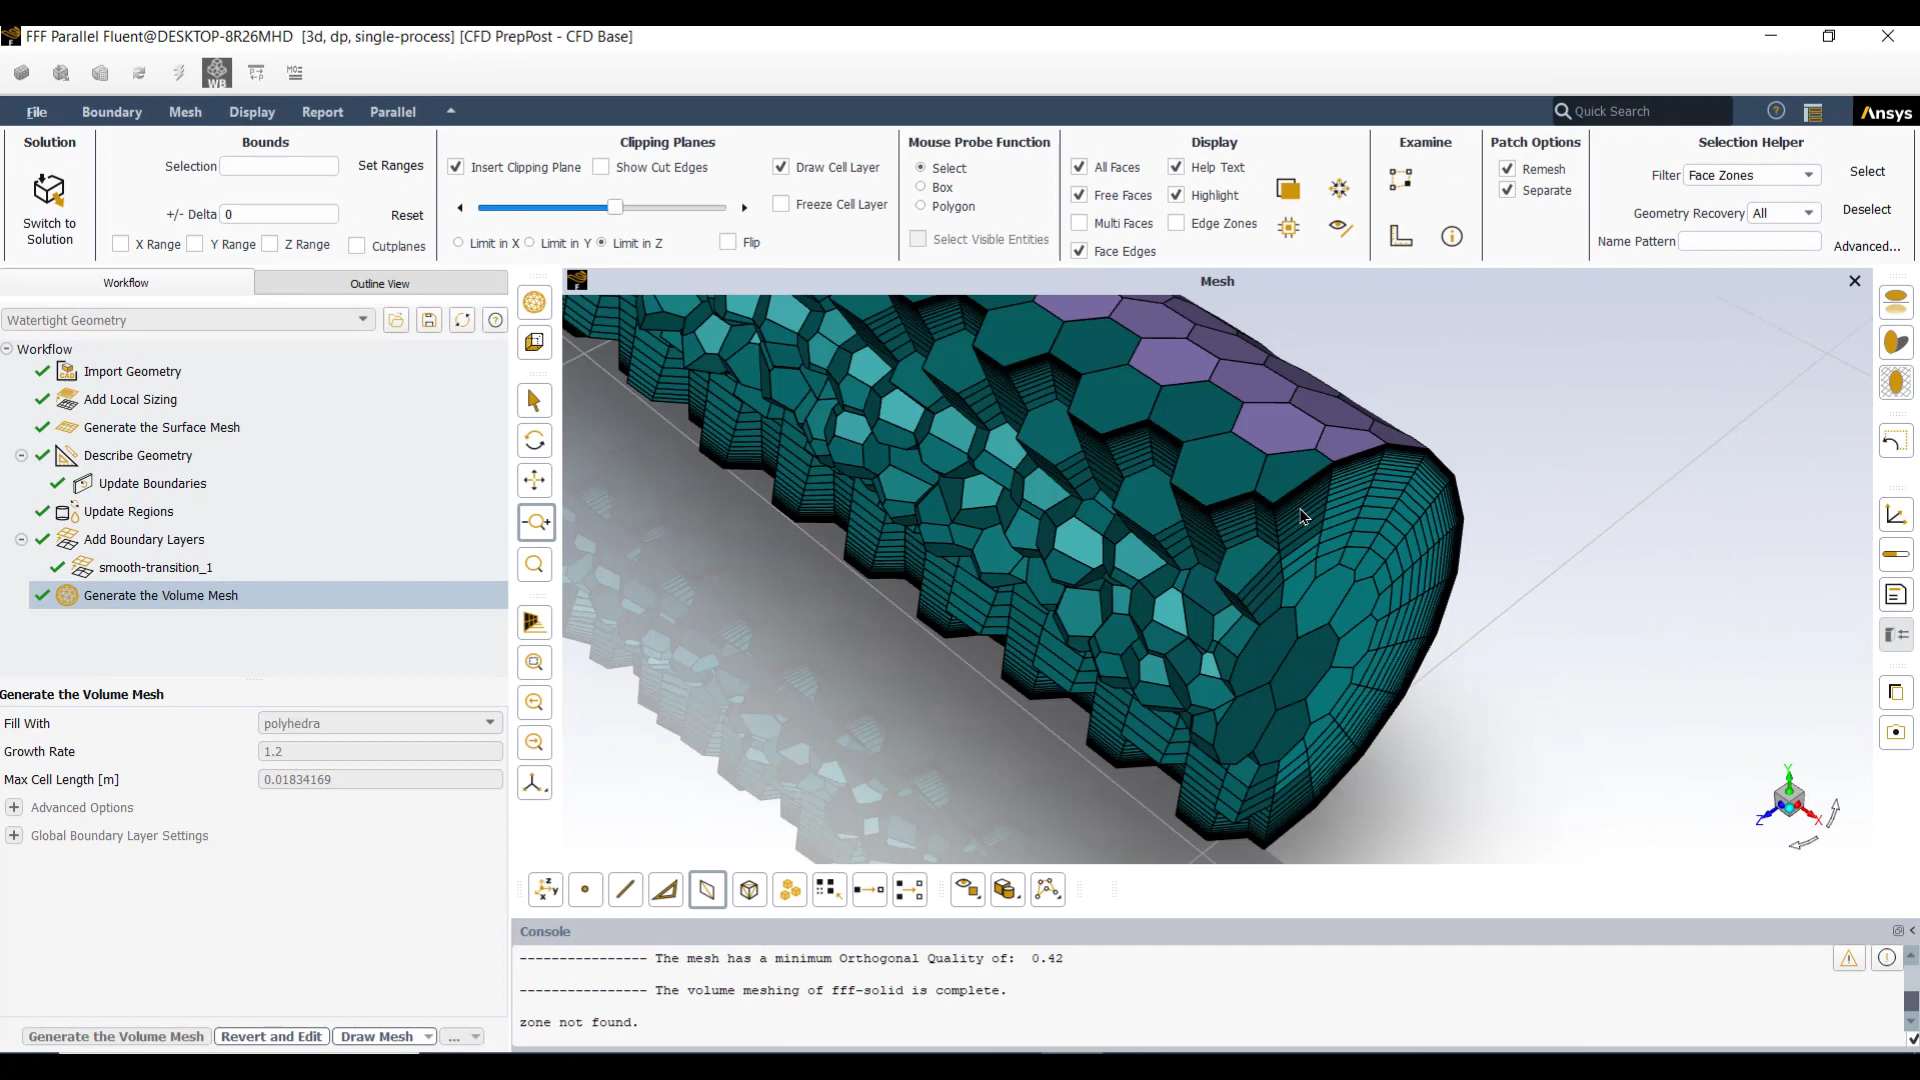 FFF Parallel Fluent@DESKTOP-8R26MHD [3d, dp, single-process] [CFD PrepPost - CFD Base]
WB
File Boundary Mesh Display Report Parallel Quick Search Ansys
Solution
Switch to
Solution
Bounds
Selection Set Ranges
+/- Delta 0 Reset
X Range Y Range Z Range Cutplanes
Clipping Planes
Insert Clipping Plane Show Cut Edges Draw Cell Layer
Freeze Cell Layer
Limit in X Limit in Y Limit in Z Flip
Mouse Probe Function
Select
Box
Polygon
Select Visible Entities
Display
All Faces Help Text
Free Faces Highlight
Multi Faces Edge Zones
Face Edges
Examine
Patch Options
Remesh
Separate
Selection Helper
Filter Face Zones Select
Geometry Recovery All Deselect
Name Pattern Advanced...
Workflow Outline View
Watertight Geometry
Workflow
Import Geometry
Add Local Sizing
Generate the Surface Mesh
Describe Geometry
Update Boundaries
Update Regions
Add Boundary Layers
smooth-transition_1
Generate the Volume Mesh
Generate the Volume Mesh
Fill With polyhedra
Growth Rate 1.2
Max Cell Length [m] 0.01834169
Advanced Options
Global Boundary Layer Settings
Generate the Volume Mesh Revert and Edit Draw Mesh ...
Mesh
Y
Z X
Console
---------------- The mesh has a minimum Orthogonal Quality of: 0.42
---------------- The volume meshing of fff-solid is complete.
zone not found.